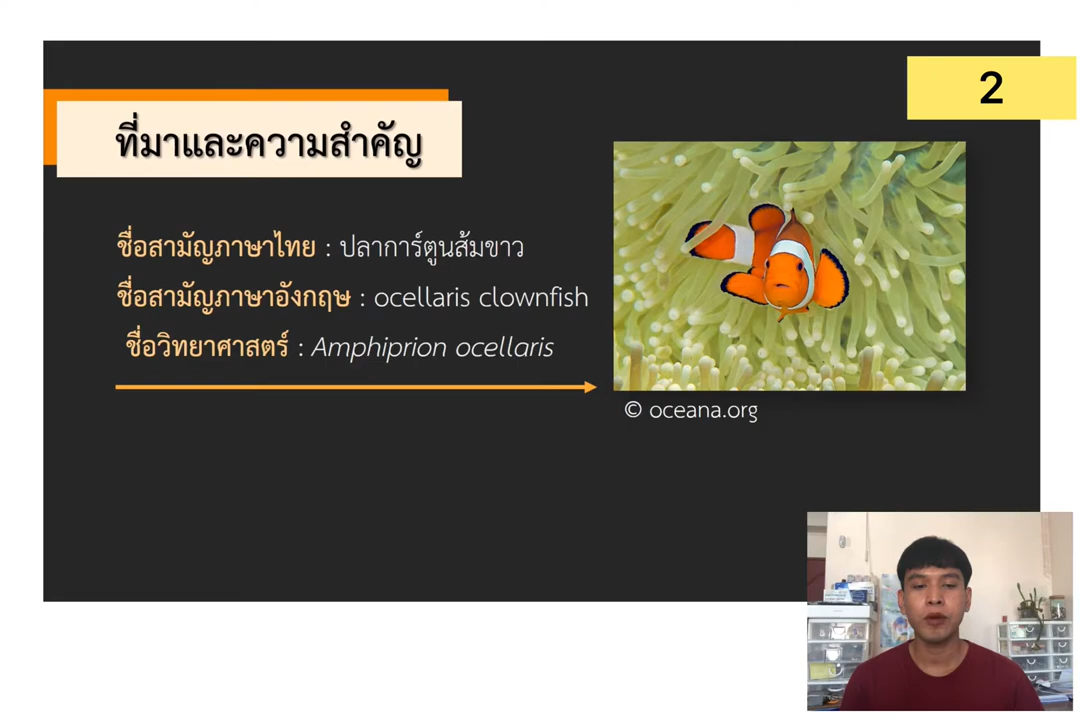 2
ที่มาและความสำคัญ
ชื่อสามัญภาษาไทย : ปลาการ์ตูนส้มขาว
ชื่อสามัญภาษาอังกฤษ : ocellaris clownfish
ชื่อวิทยาศาสตร์ : Amphiprion ocellaris
© oceana.org